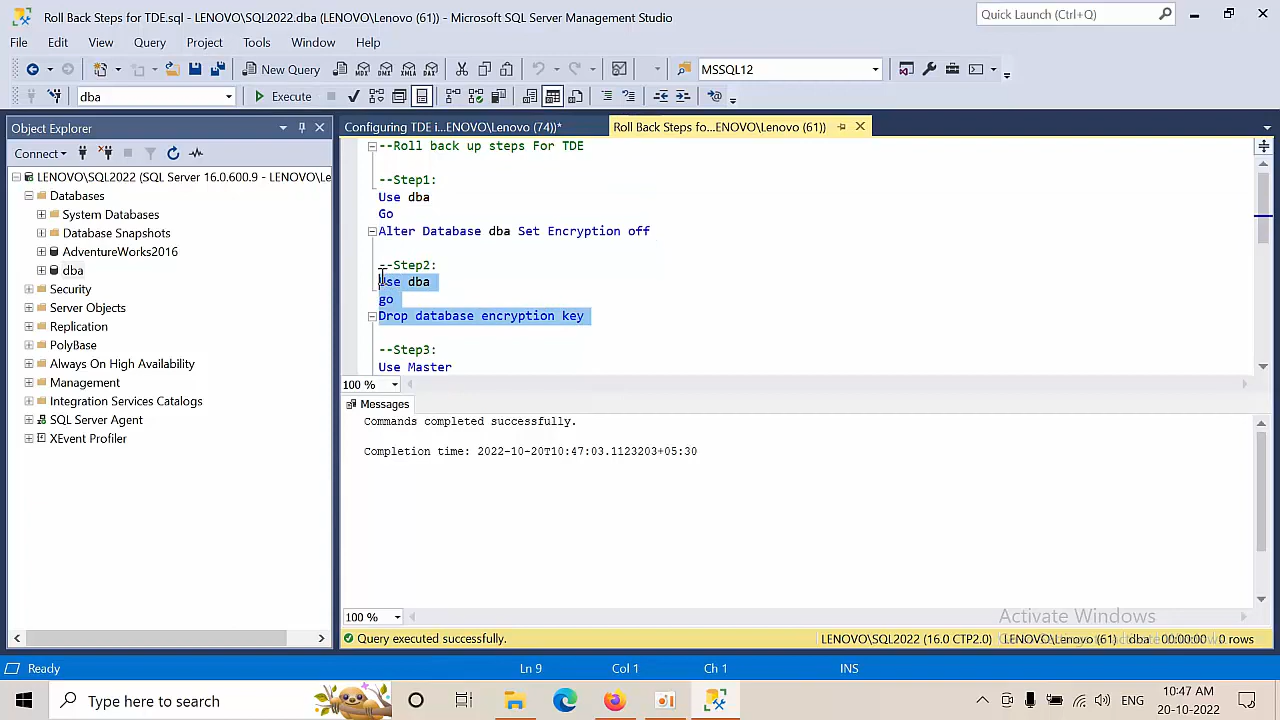 Roll Back Steps for TDE.sql - LENOVO\SQL2022.dba (LENOVO\Lenovo (61)) - Microsoft SQL Server Management Studio
Quick Launch (Ctrl+Q)
File Edit View Query Project Tools Window Help
New Query MDX DMX XMLA DAX MSSQL12
dba Execute
Object Explorer
Configuring TDE i...ENOVO\Lenovo (74))*
Roll Back Steps fo...ENOVO\Lenovo (61))
Connect
LENOVO\SQL2022 (SQL Server 16.0.600.9 - LENOVO\Le
Databases
System Databases
Database Snapshots
AdventureWorks2016
dba
Security
Server Objects
Replication
PolyBase
Always On High Availability
Management
Integration Services Catalogs
SQL Server Agent
XEvent Profiler
--Roll back up steps For TDE
--Step1:
Use dba
Go
Alter Database dba Set Encryption off
--Step2:
Use dba
go
Drop database encryption key
--Step3:
Use Master
100 %
Messages
Commands completed successfully.
Completion time: 2022-10-20T10:47:03.1123203+05:30
100 %
Activate Windows
Query executed successfully.
LENOVO\SQL2022 (16.0 CTP2.0) LENOVO\Lenovo (61) dba 00:00:00 0 rows
Ready Ln 9 Col 1 Ch 1 INS
Type here to search
ENG
10:47 AM
20-10-2022